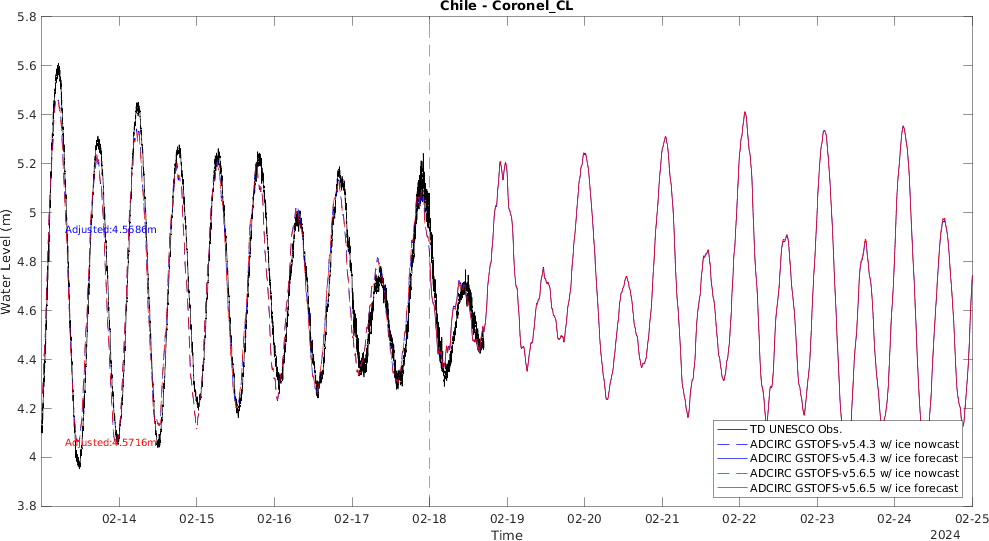 Chile - Coronel_CL
5.8
5.6
5.4
5.2
5
4.8
4.6
4.4
4.2
4
3.8
Water Level (m)
Adjusted:4.5686m
Adjusted:4.5716m
TD UNESCO Obs.
ADCIRC GSTOFS-v5.4.3 w/ ice nowcast
ADCIRC GSTOFS-v5.4.3 w/ ice forecast
ADCIRC GSTOFS-v5.6.5 w/ ice nowcast
ADCIRC GSTOFS-v5.6.5 w/ ice forecast
02-14 02-15 02-16 02-17 02-18 02-19 02-20 02-21 02-22 02-23 02-24 02-25
Time
2024